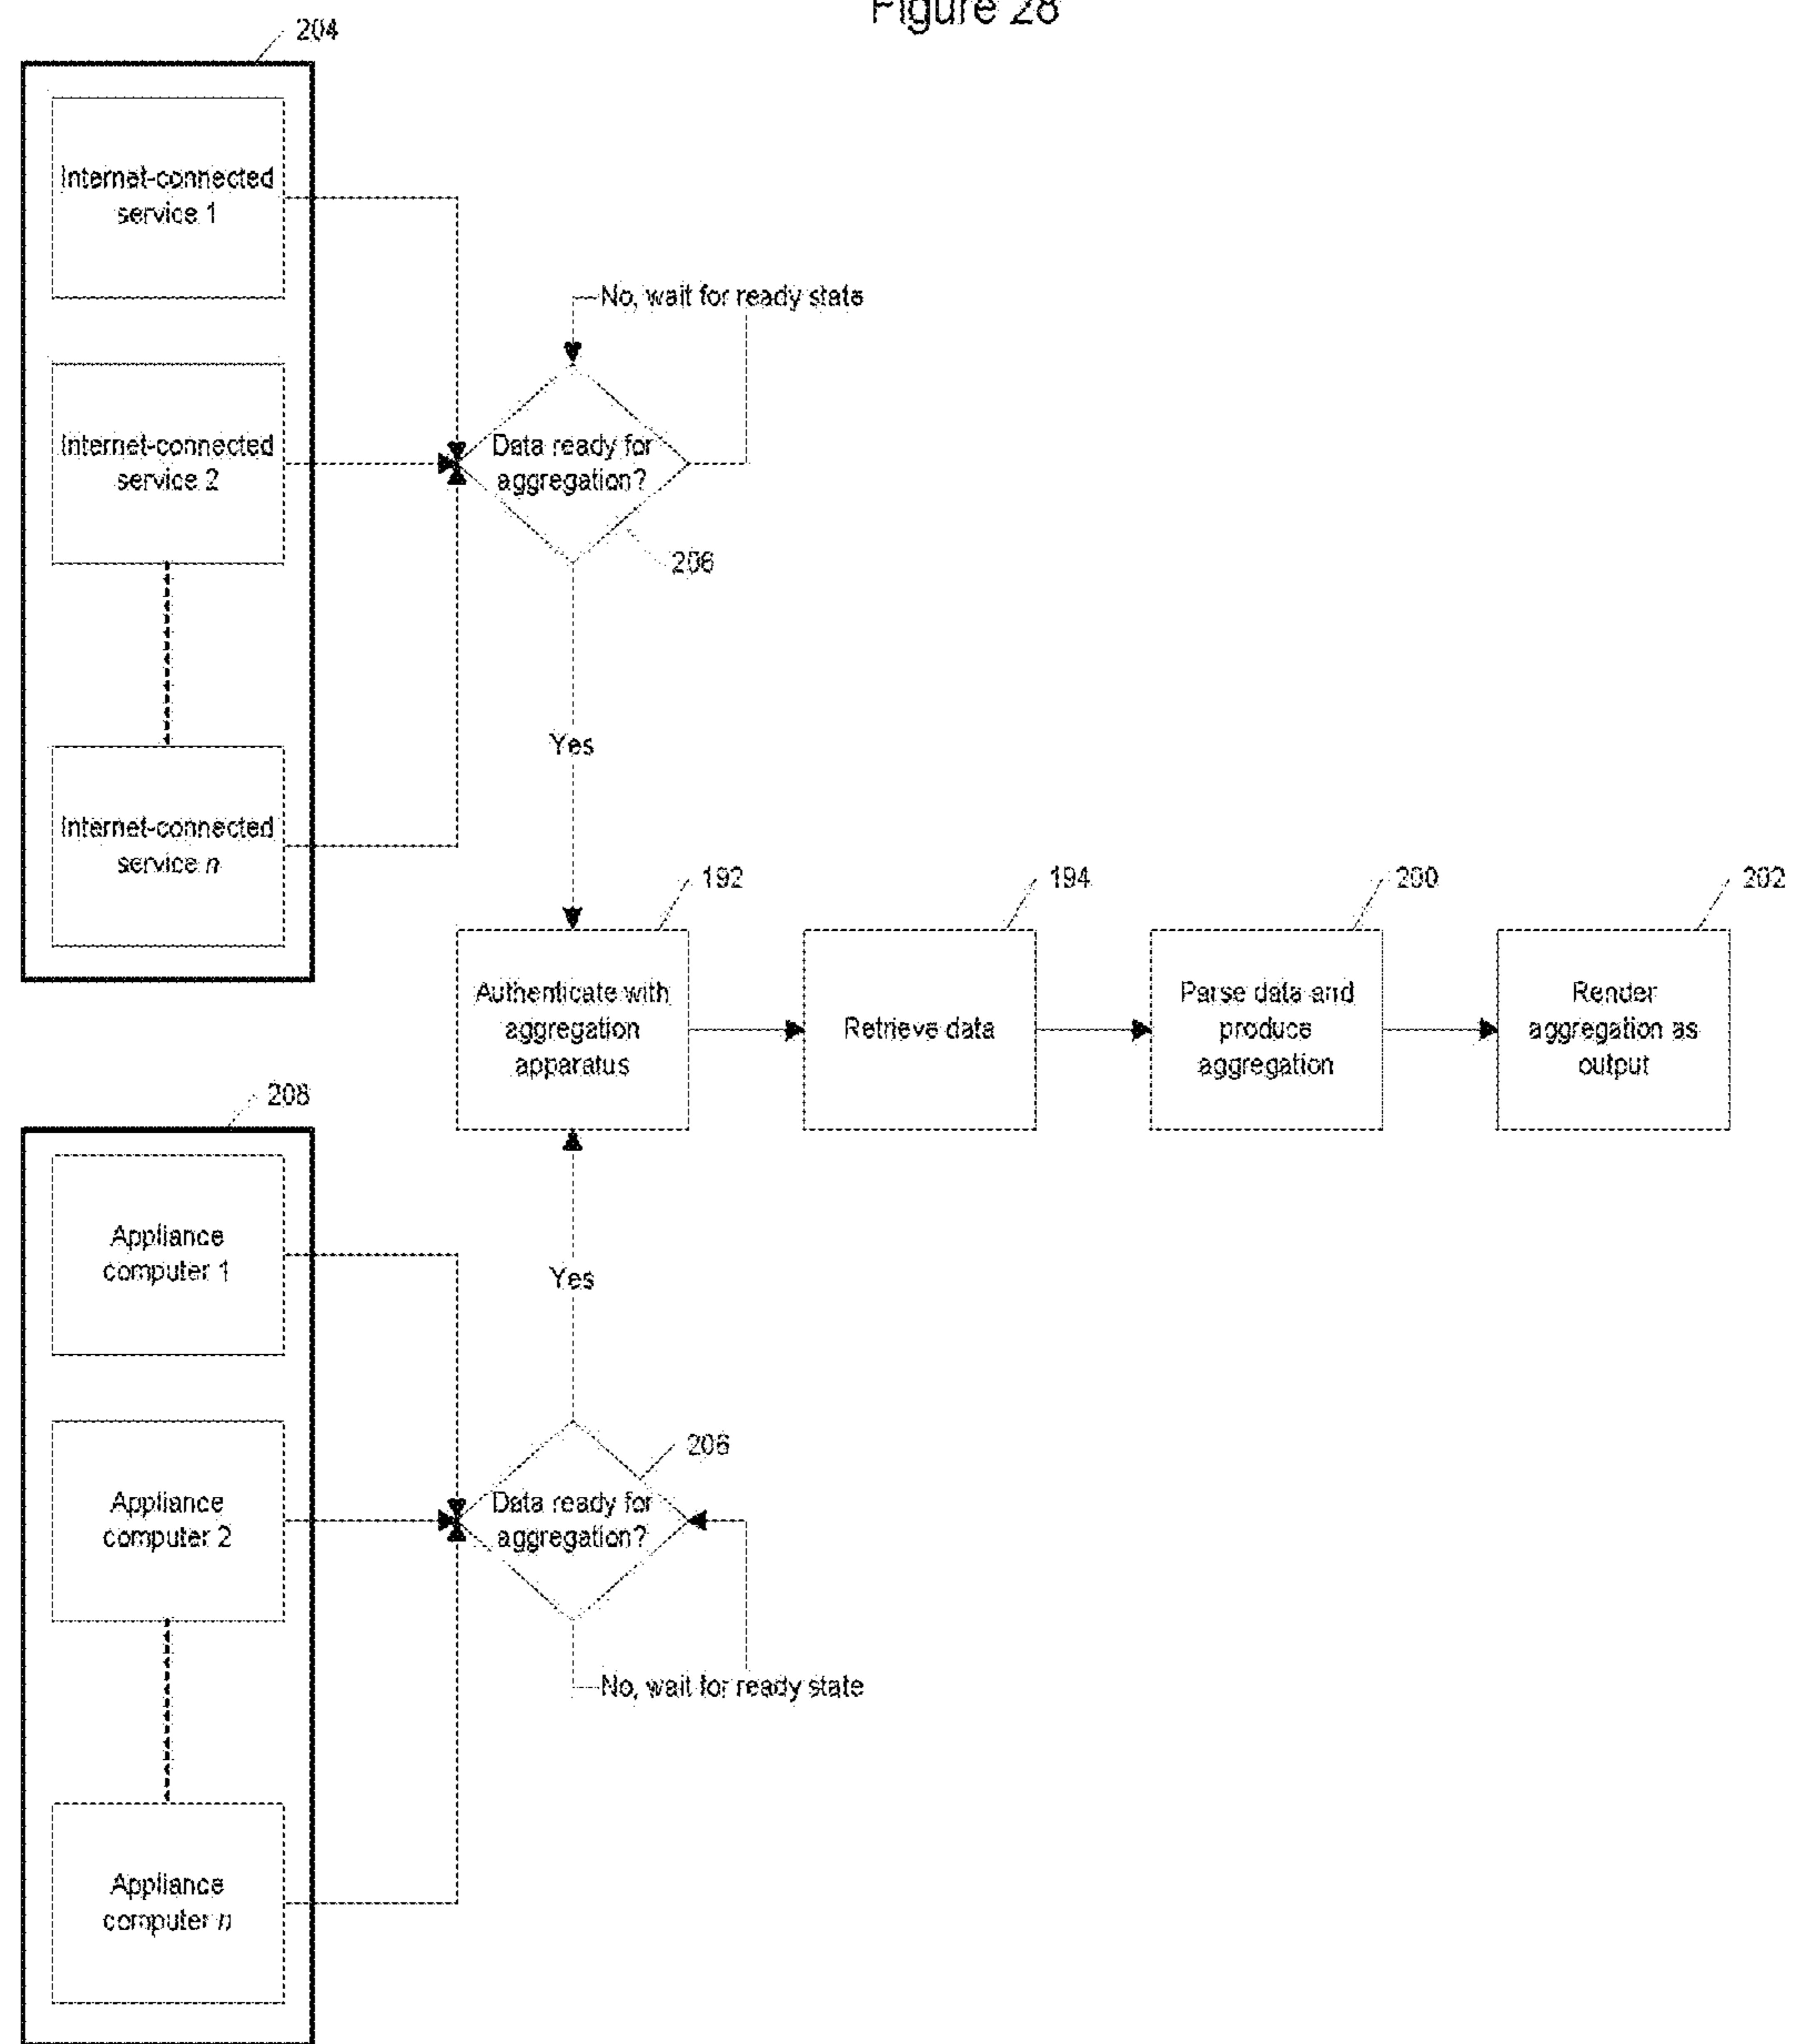 Figure 28
204
Internet-connected
service 1
No, wait for ready state
Internet-connected
service 2
Data ready for
aggregation?
206
Yes
Internet-connected
service n
192
194
200
202
Authenticate with
aggregation
apparatus
Retrieve data
Parse data and
produce
aggregation
Render
aggregation as
output
208
Appliance
computer 1
Yes
206
Appliance
computer 2
Data ready for
aggregation?
No, wait for ready state
Appliance
computer n